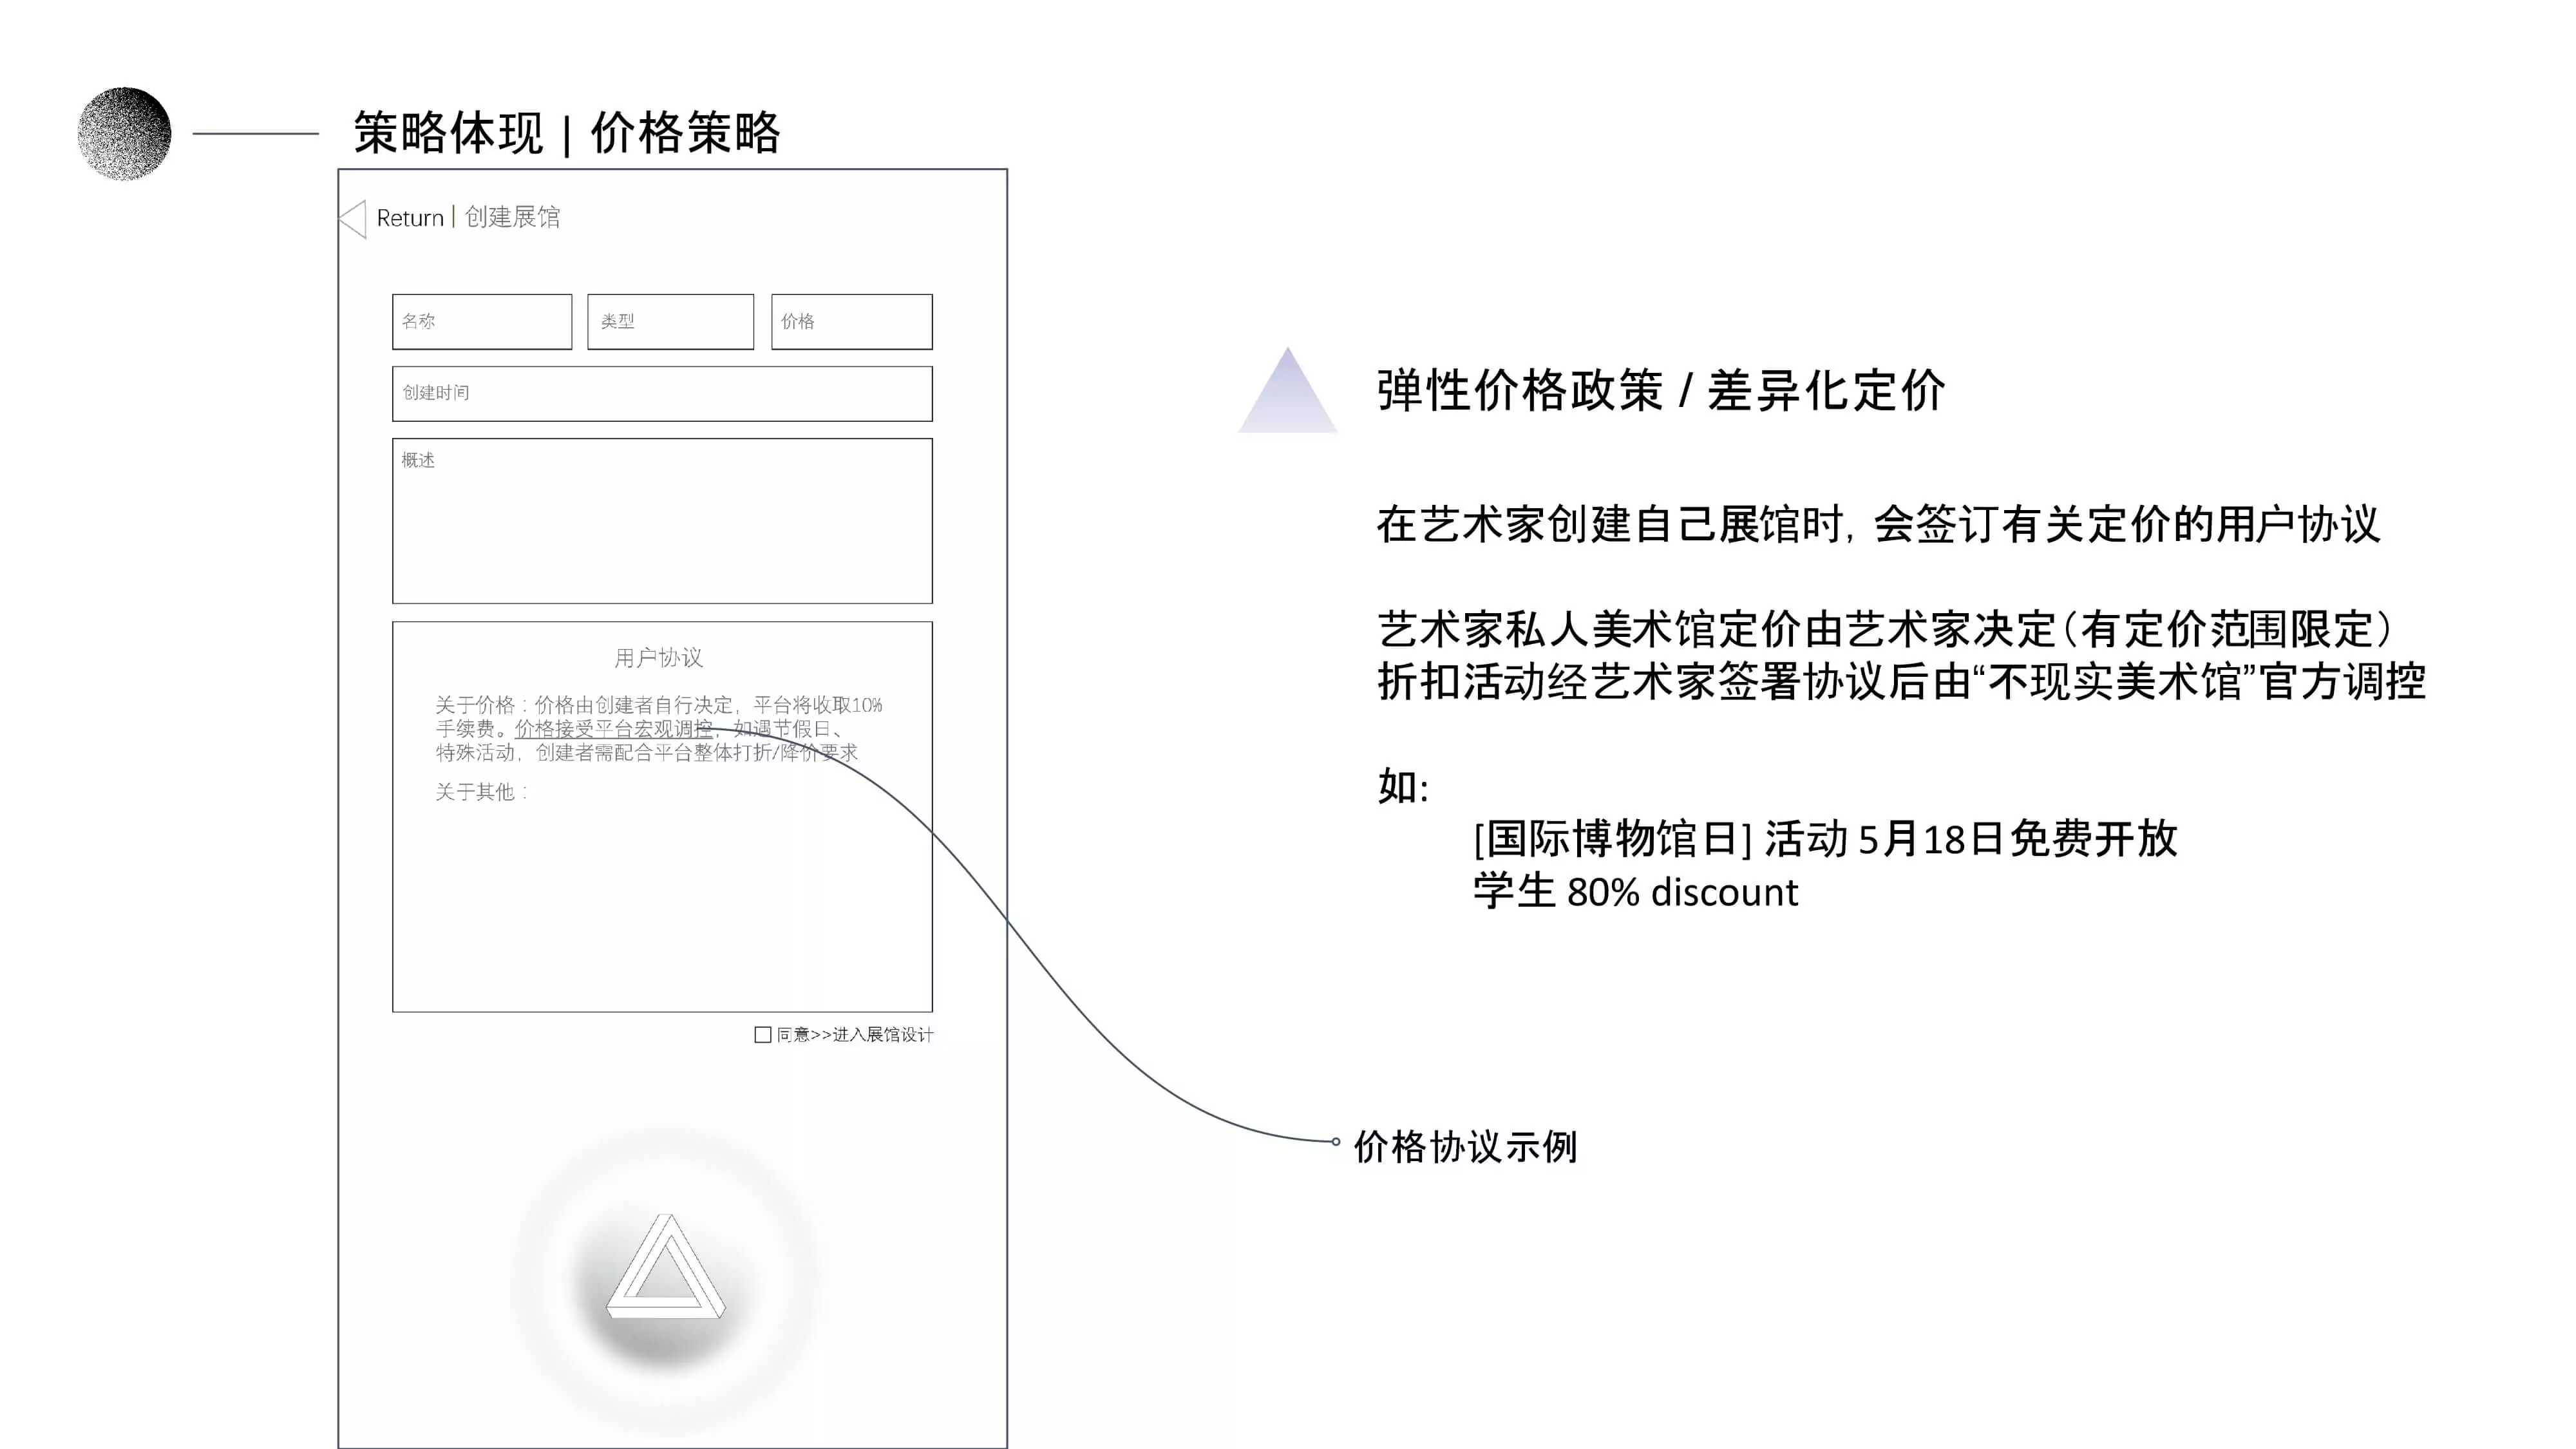 策略体现 | 价格策略
Return | 创建展馆
名称
类型
价格
创建时间
概述
用户协议
关于价格：价格由创建者自行决定，平台将收取10%
手续费。价格接受平台宏观调控，如遇节假日、
特殊活动，创建者需配合平台整体打折/降价要求
关于其他：
同意>>进入展馆设计
弹性价格政策 / 差异化定价
在艺术家创建自己展馆时，会签订有关定价的用户协议
艺术家私人美术馆定价由艺术家决定（有定价范围限定）
折扣活动经艺术家签署协议后由“不现实美术馆”官方调控
如:
[国际博物馆日] 活动 5月18日免费开放
学生 80% discount
价格协议示例